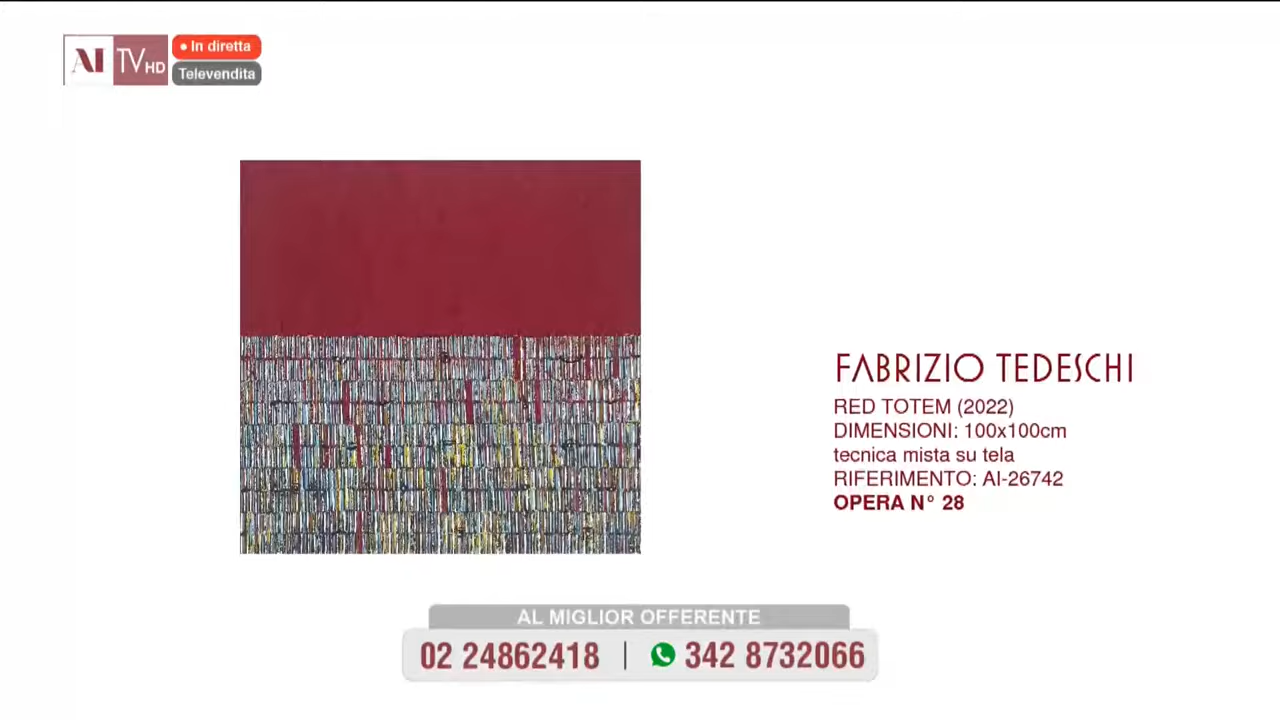 AI TV HD
• In diretta
Televendita
FABRIZIO TEDESCHI
RED TOTEM (2022)
DIMENSIONI: 100x100cm
tecnica mista su tela
RIFERIMENTO: AI-26742
OPERA N° 28
AL MIGLIOR OFFERENTE
02 24862418 | 342 8732066